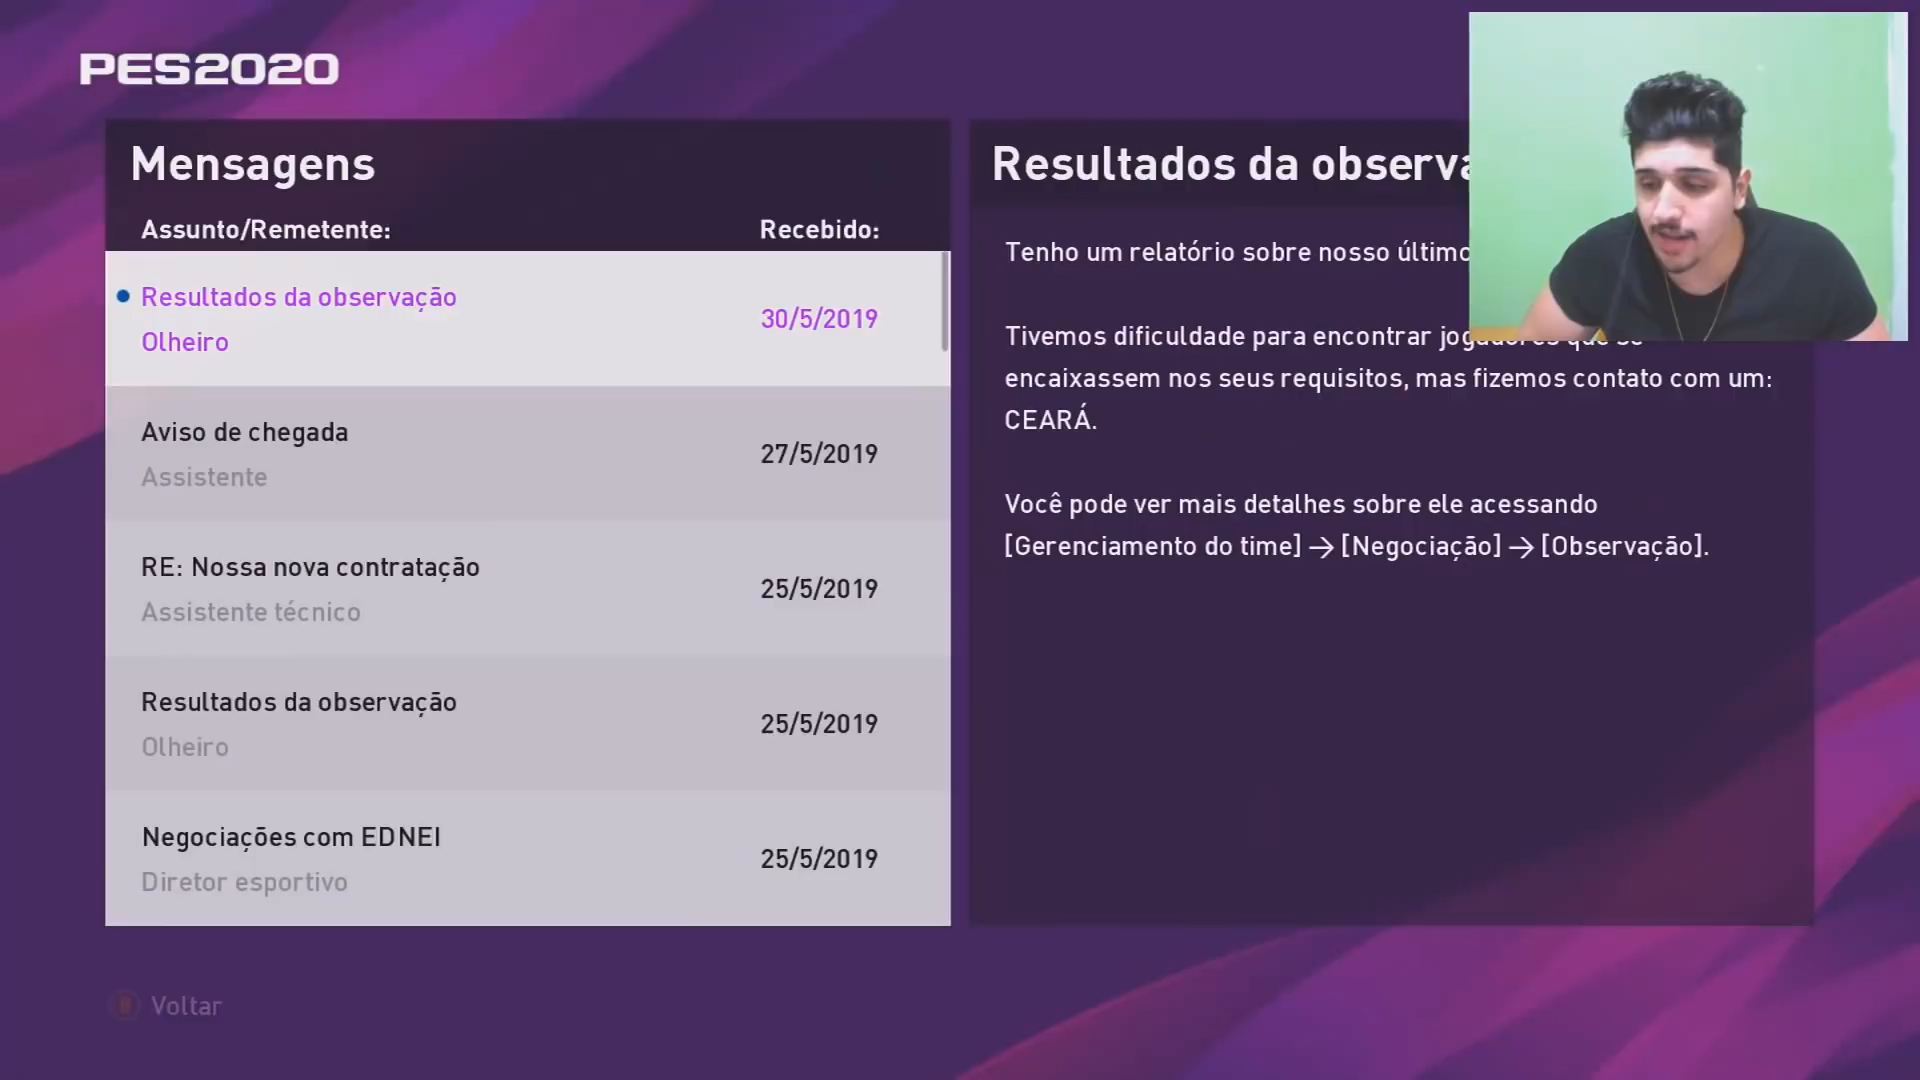 PES2020
Mensagens
Assunto/Remetente:
Recebido:
Resultados da observação
Olheiro
30/5/2019
Aviso de chegada
Assistente
27/5/2019
RE: Nossa nova contratação
Assistente técnico
25/5/2019
Resultados da observação
Olheiro
25/5/2019
Negociações com EDNEI
Diretor esportivo
25/5/2019
Resultados da
Tenho um relatório sobre nosso último
Tivemos dificuldade para encontrar jogadores que se
encaixassem nos seus requisitos, mas fizemos contato com um:
CEARÁ.
Você pode ver mais detalhes sobre ele acessando
[Gerenciamento do time] → [Negociação] → [Observação].
Voltar